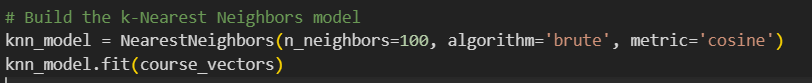 # Build the k-Nearest Neighbors model
knn_model = NearestNeighbors(n_neighbors=100, algorithm='brute', metric='cosine')
knn_model.fit(course_vectors)